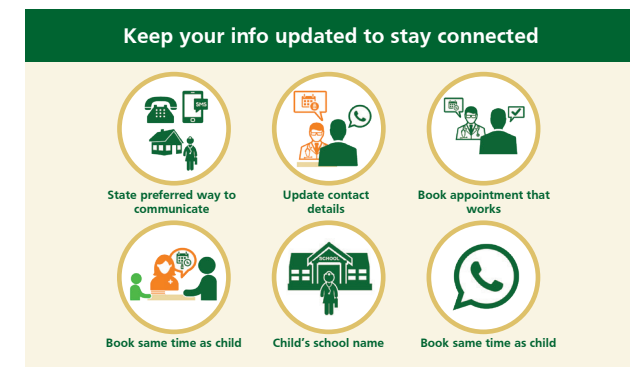 Keep your info updated to stay connected
SMS
State preferred way to
communicate
Update contact
details
Book appointment that
works
SCHOOL
Book same time as child
Child's school name
Book same time as child